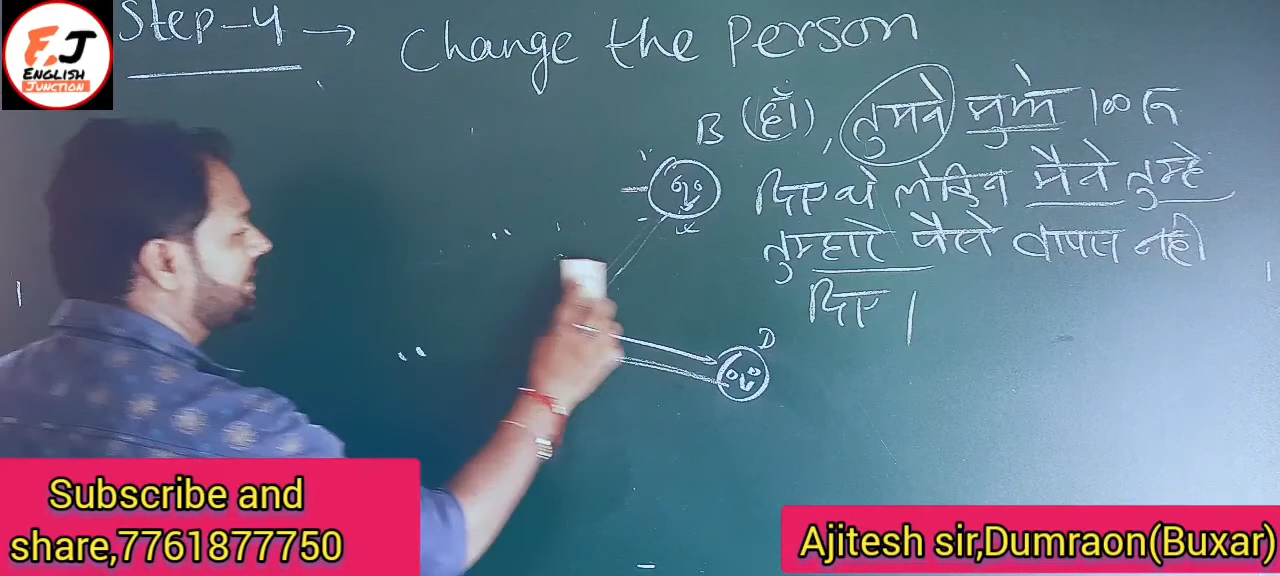 Step-4 → Change the Person
E.J
ENGLISH
JUNCTION
B (हाँ), तुमने मुझे 100 रु
दिए थे लेकिन मैने तुम्हे
तुम्हारे पैसे वापस नही
दिए।
D
Subscribe and
share,7761877750
Ajitesh sir,Dumraon(Buxar)